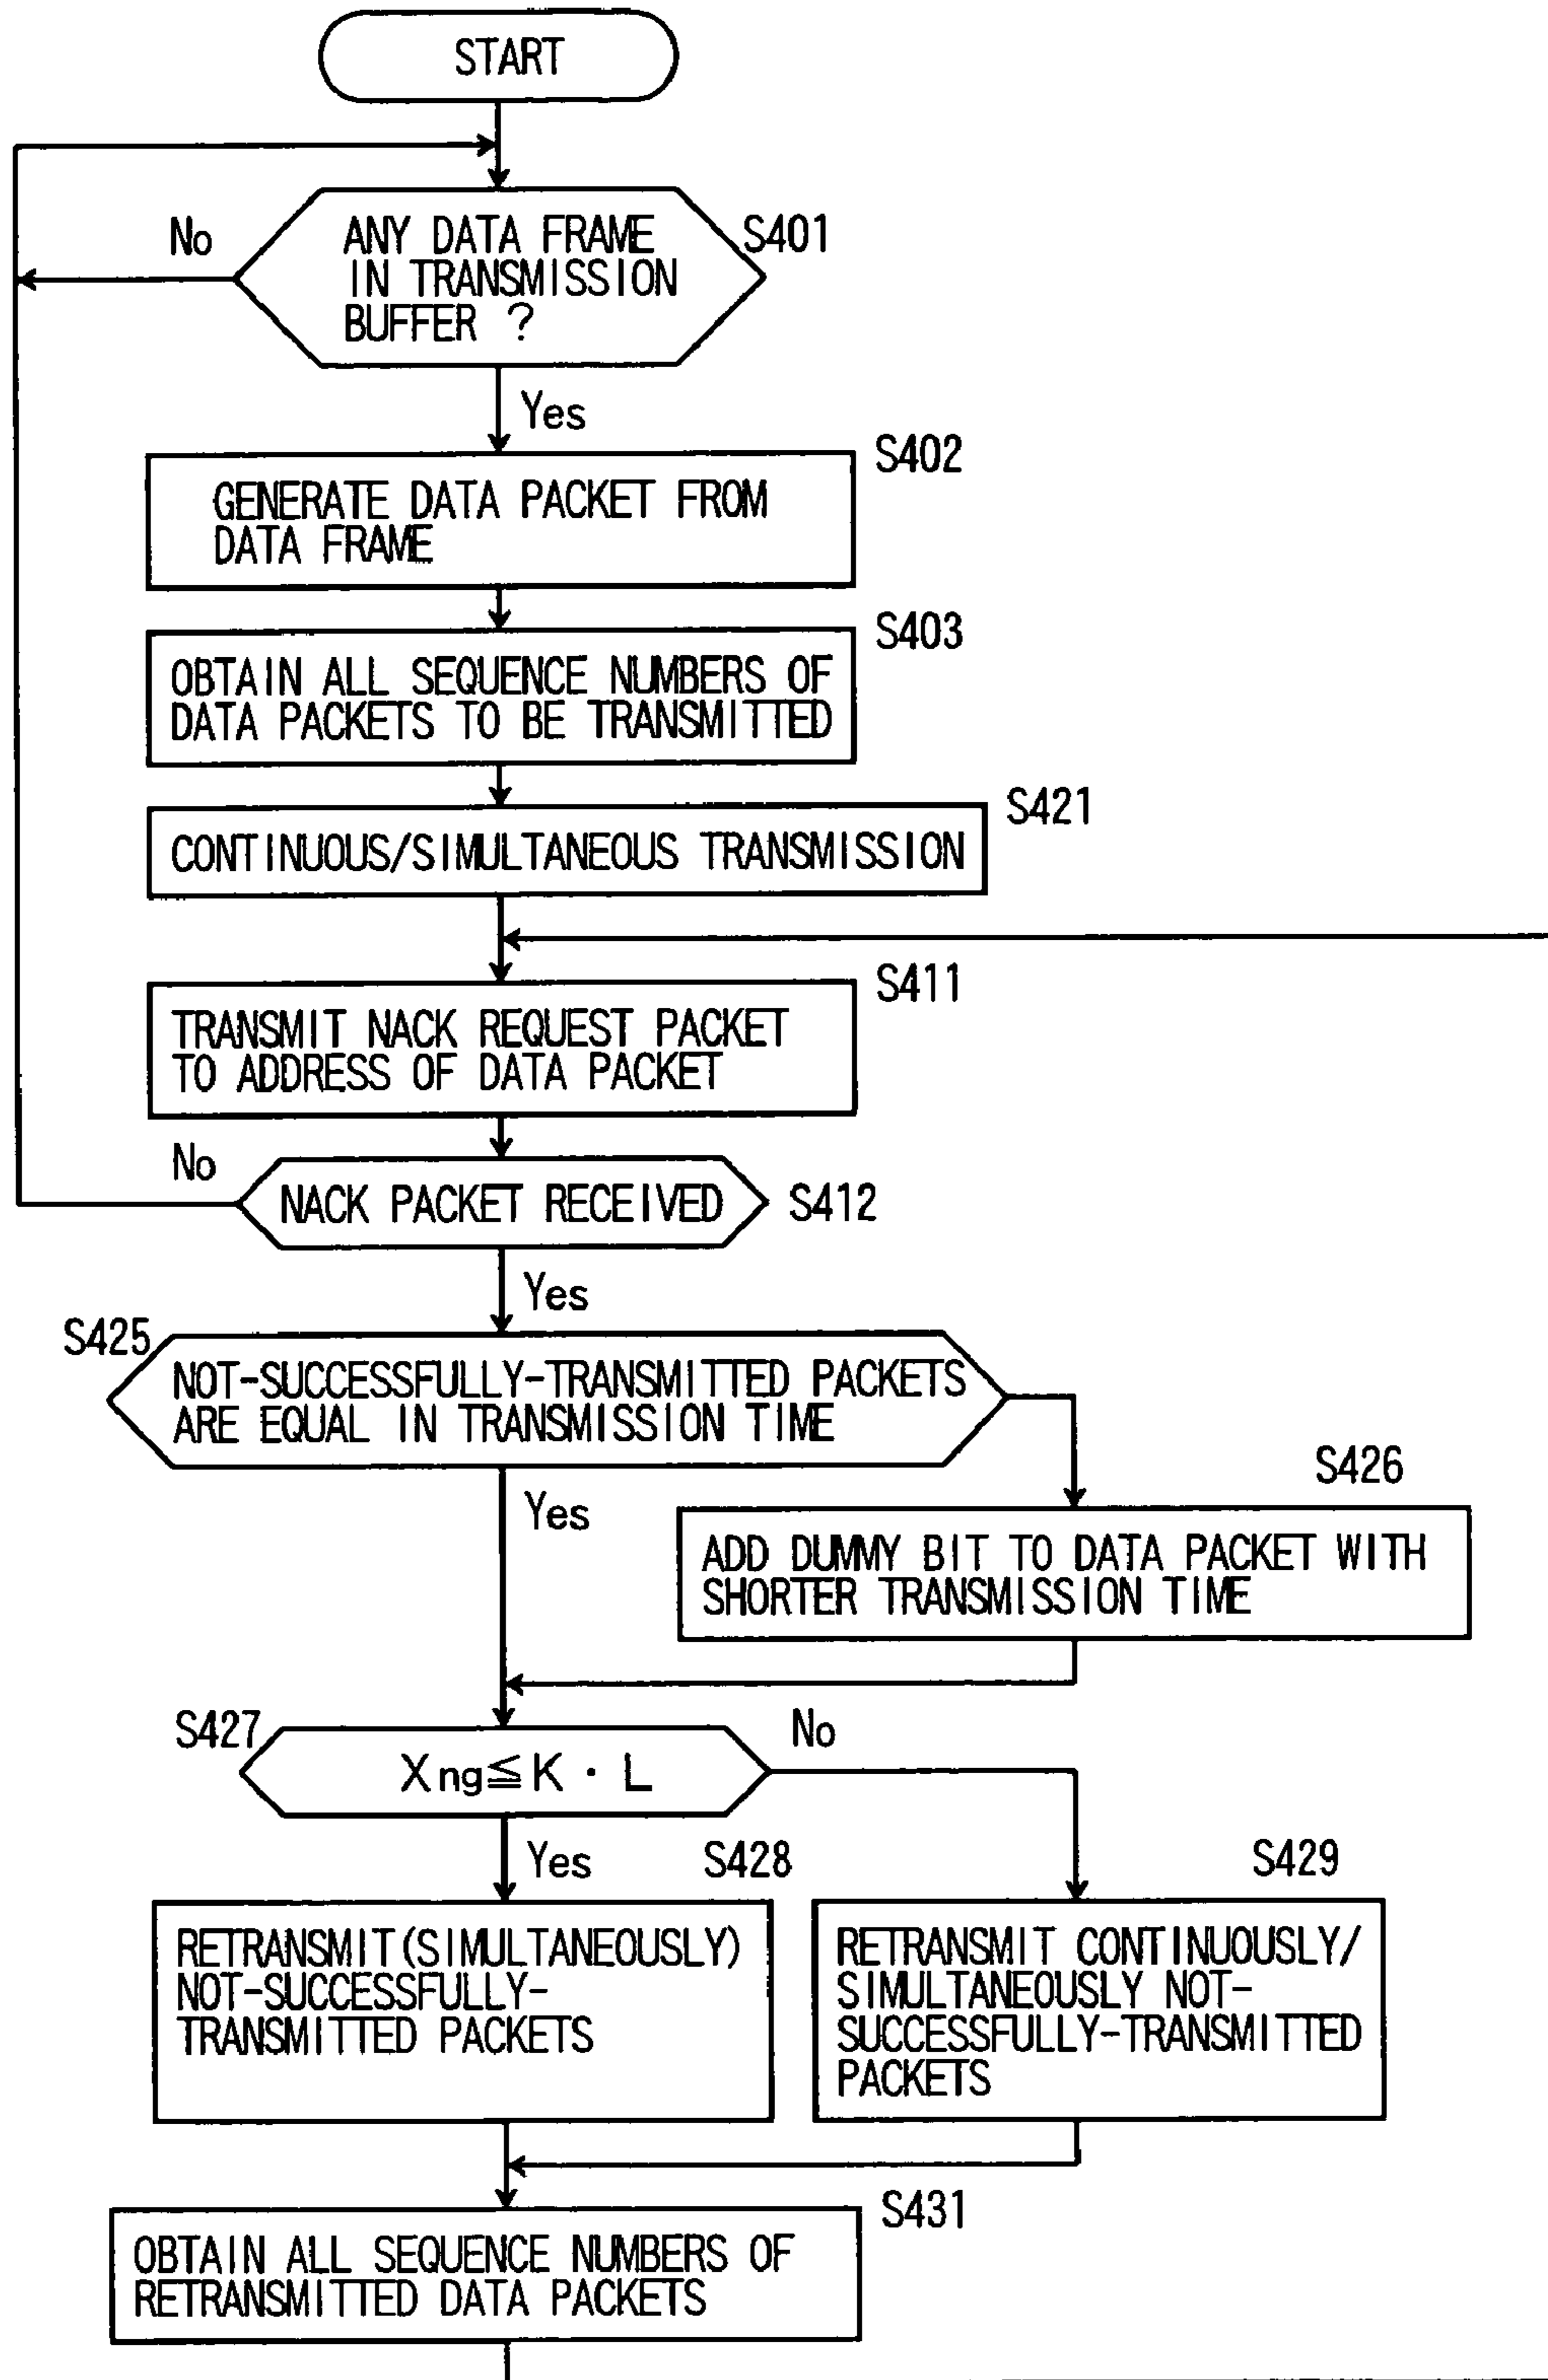 START
No
ANY DATA FRAME
IN TRANSMISSION
BUFFER ?
S401
Yes
S402
GENERATE DATA PACKET FROM
DATA FRAME
S403
OBTAIN ALL SEQUENCE NUMBERS OF
DATA PACKETS TO BE TRANSMITTED
S421
CONTINUOUS/SIMULTANEOUS TRANSMISSION
S411
TRANSMIT NACK REQUEST PACKET
TO ADDRESS OF DATA PACKET
No
NACK PACKET RECEIVED
S412
Yes
S425
NOT-SUCCESSFULLY-TRANSMITTED PACKETS
ARE EQUAL IN TRANSMISSION TIME
Yes
S426
ADD DUMMY BIT TO DATA PACKET WITH
SHORTER TRANSMISSION TIME
S427
No
Xng≦K・L
Yes
S428
S429
RETRANSMIT(SIMULTANEOUSLY)
NOT-SUCCESSFULLY-
TRANSMITTED PACKETS
RETRANSMIT CONTINUOUSLY/
SIMULTANEOUSLY NOT-
SUCCESSFULLY-TRANSMITTED
PACKETS
S431
OBTAIN ALL SEQUENCE NUMBERS OF
RETRANSMITTED DATA PACKETS